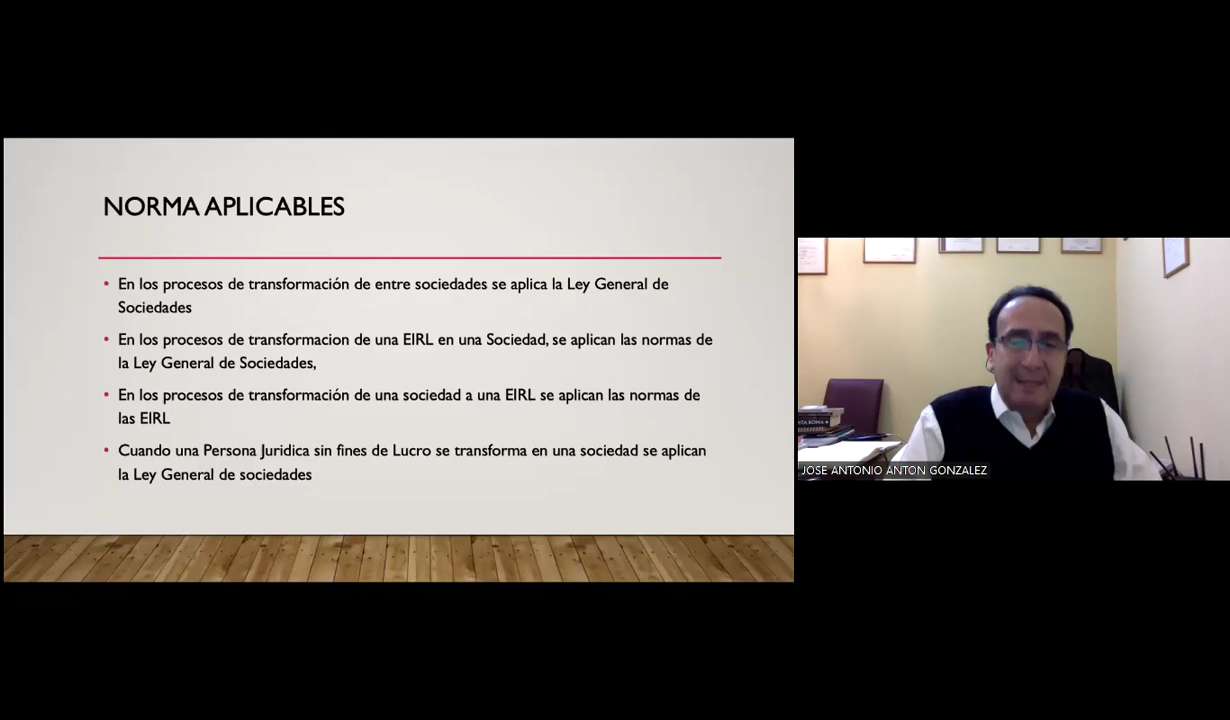 NORMA APLICABLES
• En los procesos de transformación de entre sociedades se aplica la Ley General de
Sociedades
• En los procesos de transformacion de una EIRL en una Sociedad, se aplican las normas de
la Ley General de Sociedades,
• En los procesos de transformación de una sociedad a una EIRL se aplican las normas de
las EIRL
• Cuando una Persona Juridica sin fines de Lucro se transforma en una sociedad se aplican
la Ley General de sociedades
JOSE ANTONIO ANTON GONZALEZ